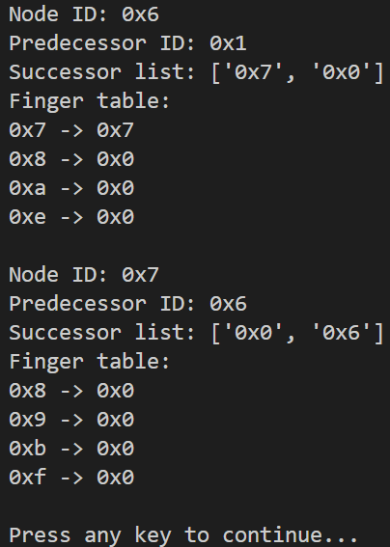 Node ID: 0x6
Predecessor ID: 0x1
Successor list: ['0x7', '0x0']
Finger table:
0x7 -> 0x7
0x8 -> 0x0
0xa -> 0x0
0xe -> 0x0
Node ID: 0x7
Predecessor ID: 0x6
Successor list: ['0x0', '0x6']
Finger table:
0x8 -> 0x0
0x9 -> 0x0
0xb -> 0x0
0xf -> 0x0
Press any key to continue...